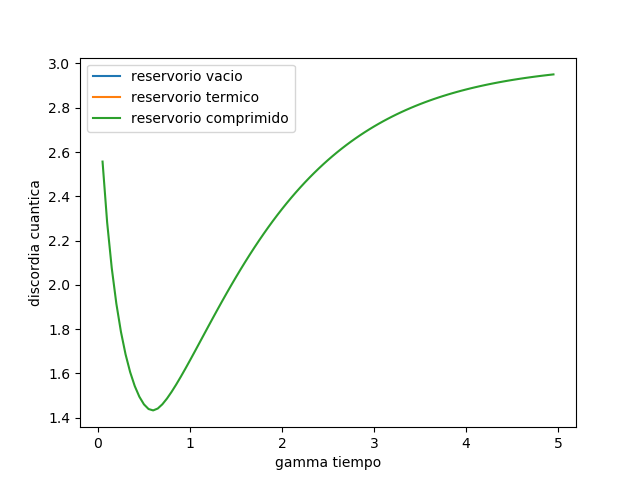 3.0
2.8
2.6
2.4
2.2
2.0
1.8
1.6
1.4
reservorio vacio
reservorio termico
reservorio comprimido
discordia cuantica
0 1 2 3 4 5
gamma tiempo